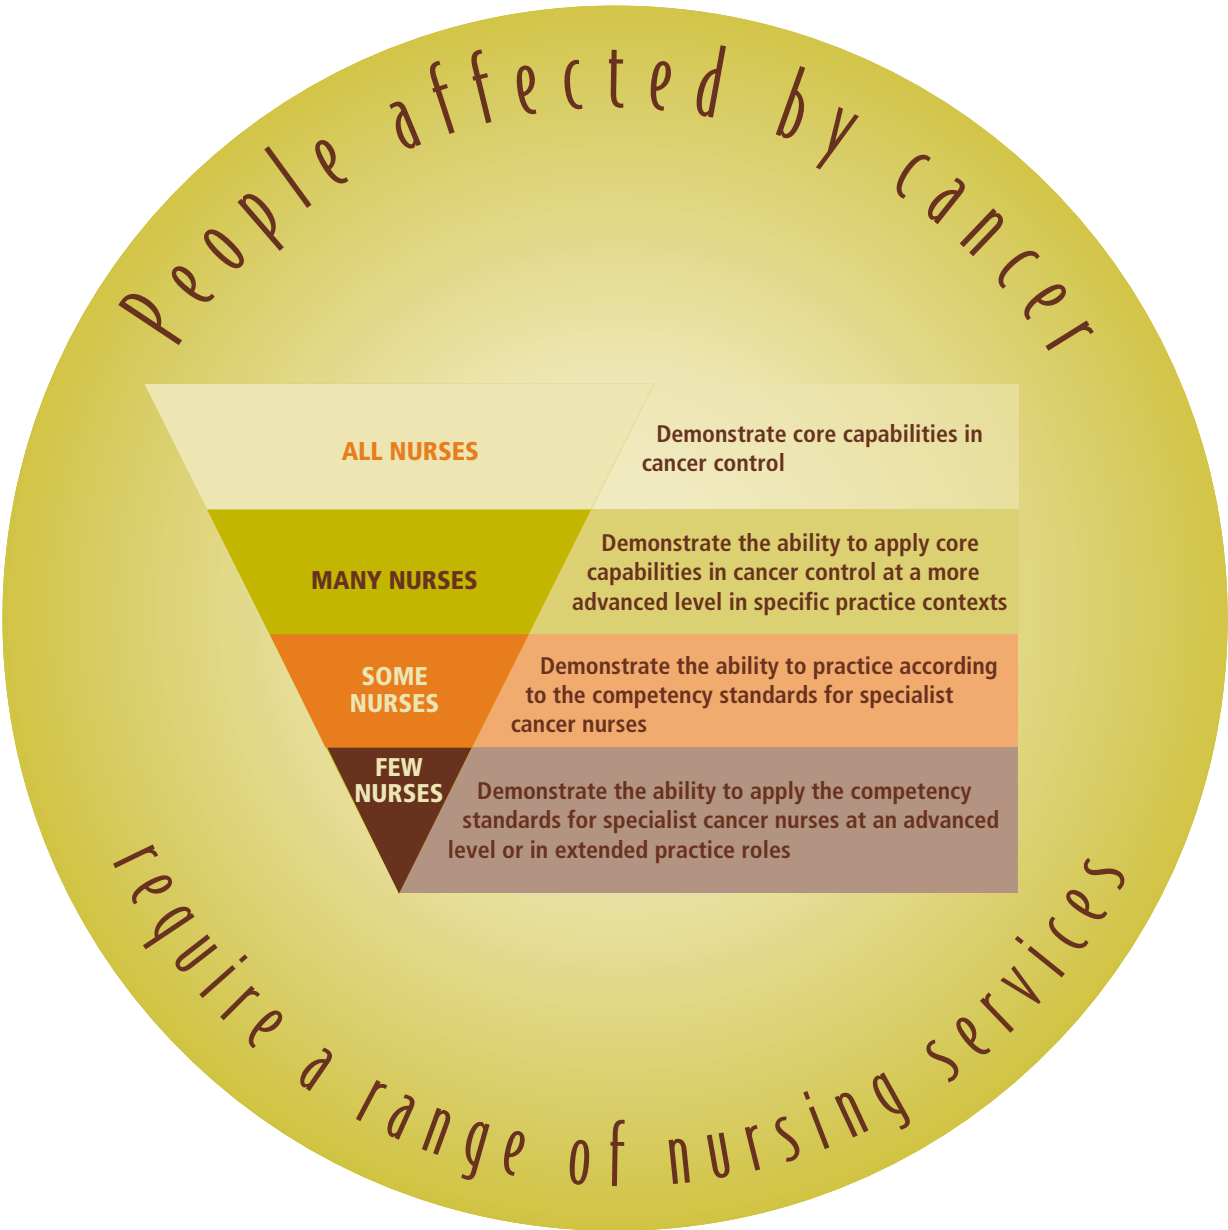 People affected by cancer
ALL NURSES
Demonstrate core capabilities in
cancer control
MANY NURSES
Demonstrate the ability to apply core
capabilities in cancer control at a more
advanced level in specific practice contexts
SOME
NURSES
Demonstrate the ability to practice according
to the competency standards for specialist
cancer nurses
FEW
NURSES
Demonstrate the ability to apply the competency
standards for specialist cancer nurses at an advanced
level or in extended practice roles
require a range of nursing services